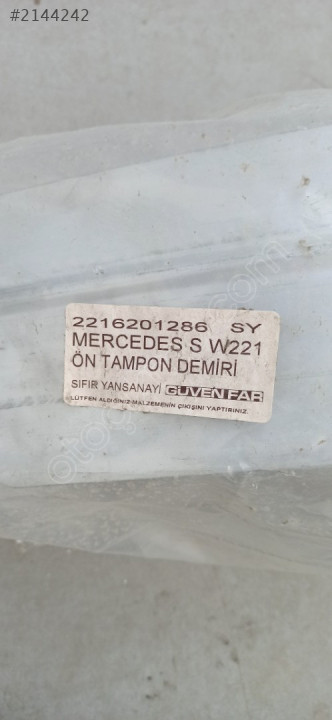 #2144242
2216201286 SY
MERCEDES S W221
ÖN TAMPON DEMİRİ
SIFIR YANSANAYİ GÜVEN FAR
LÜTFEN ALDIĞINIZ MALZEMENİN ÇIKIŞINI YAPTIRINIZ.